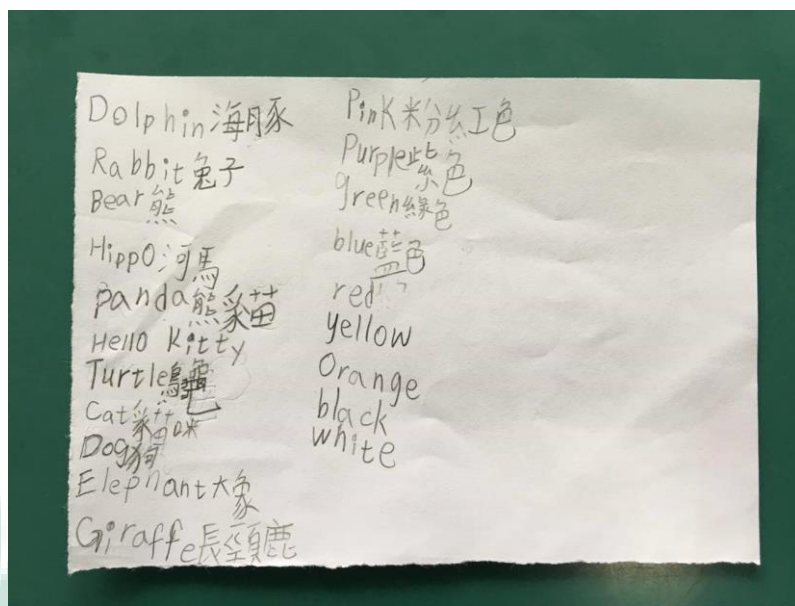 Dolphin海豚
Rabbit兔子
Bear熊
Hippo河馬
panda熊貓
Hello Kitty
Turtle烏龜
Cat貓咪
Dog狗
Elephant大象
Giraffe長頸鹿
Pink粉紅色
Purple紫色
green綠色
blue藍色
red
yellow
Orange
black
white